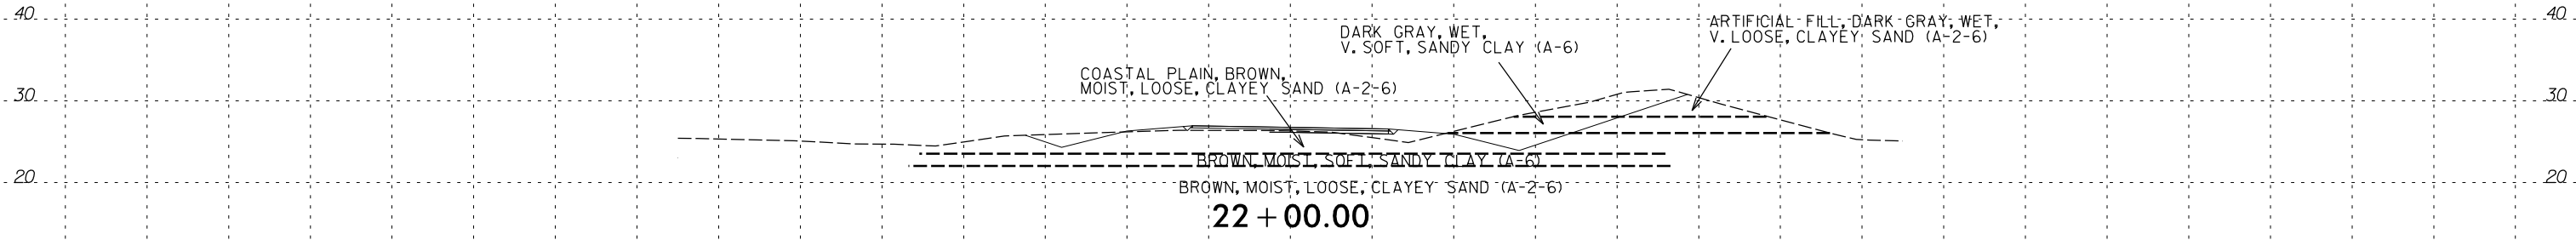 40
40
ARTIFICIAL FILL, DARK GRAY, WET,
V. LOOSE, CLAYEY SAND (A-2-6)
DARK GRAY, WET,
V. SOFT, SANDY CLAY (A-6)
COASTAL PLAIN, BROWN,
MOIST, LOOSE, CLAYEY SAND (A-2-6)
30
30
BROWN, MOIST, SOFT, SANDY CLAY (A-6)
20
20
BROWN, MOIST, LOOSE, CLAYEY SAND (A-2-6)
22+00.00